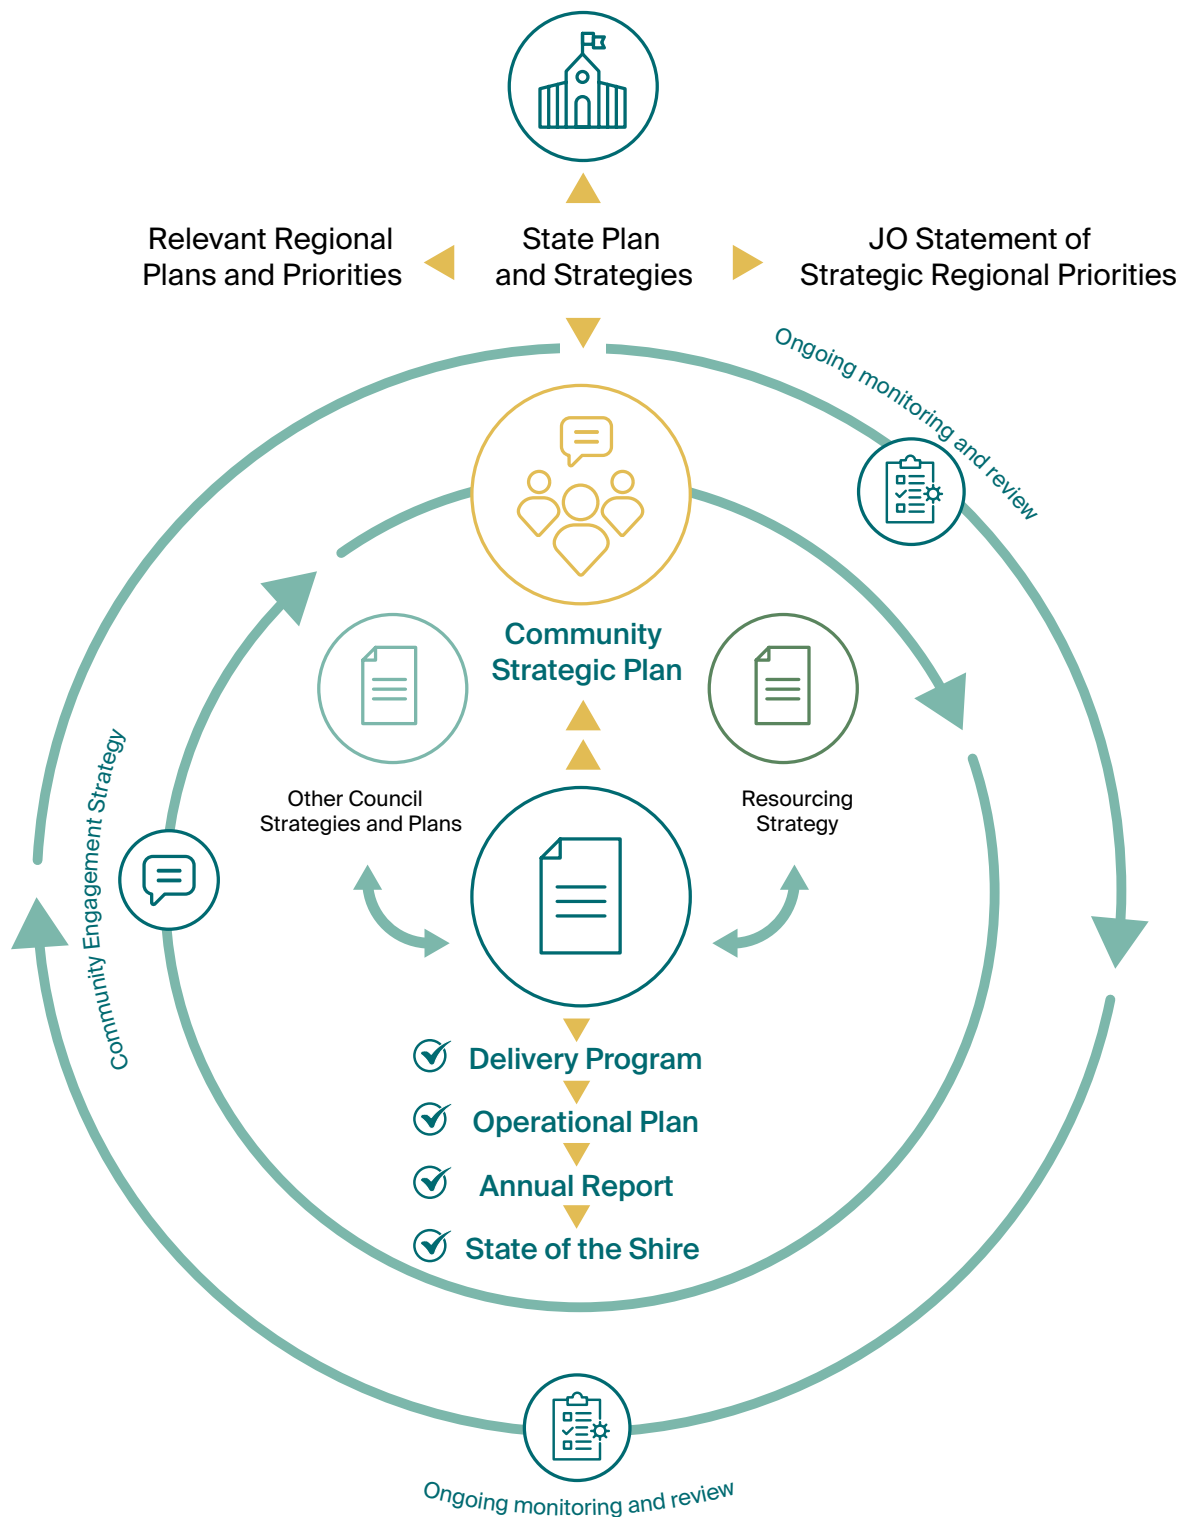 Relevant Regional
Plans and Priorities
State Plan
and Strategies
JO Statement of
Strategic Regional Priorities
Ongoing monitoring and review
Community
Strategic Plan
Community Engagement Strategy
Other Council
Strategies and Plans
Resourcing
Strategy
Delivery Program
Operational Plan
Annual Report
State of the Shire
Ongoing monitoring and review